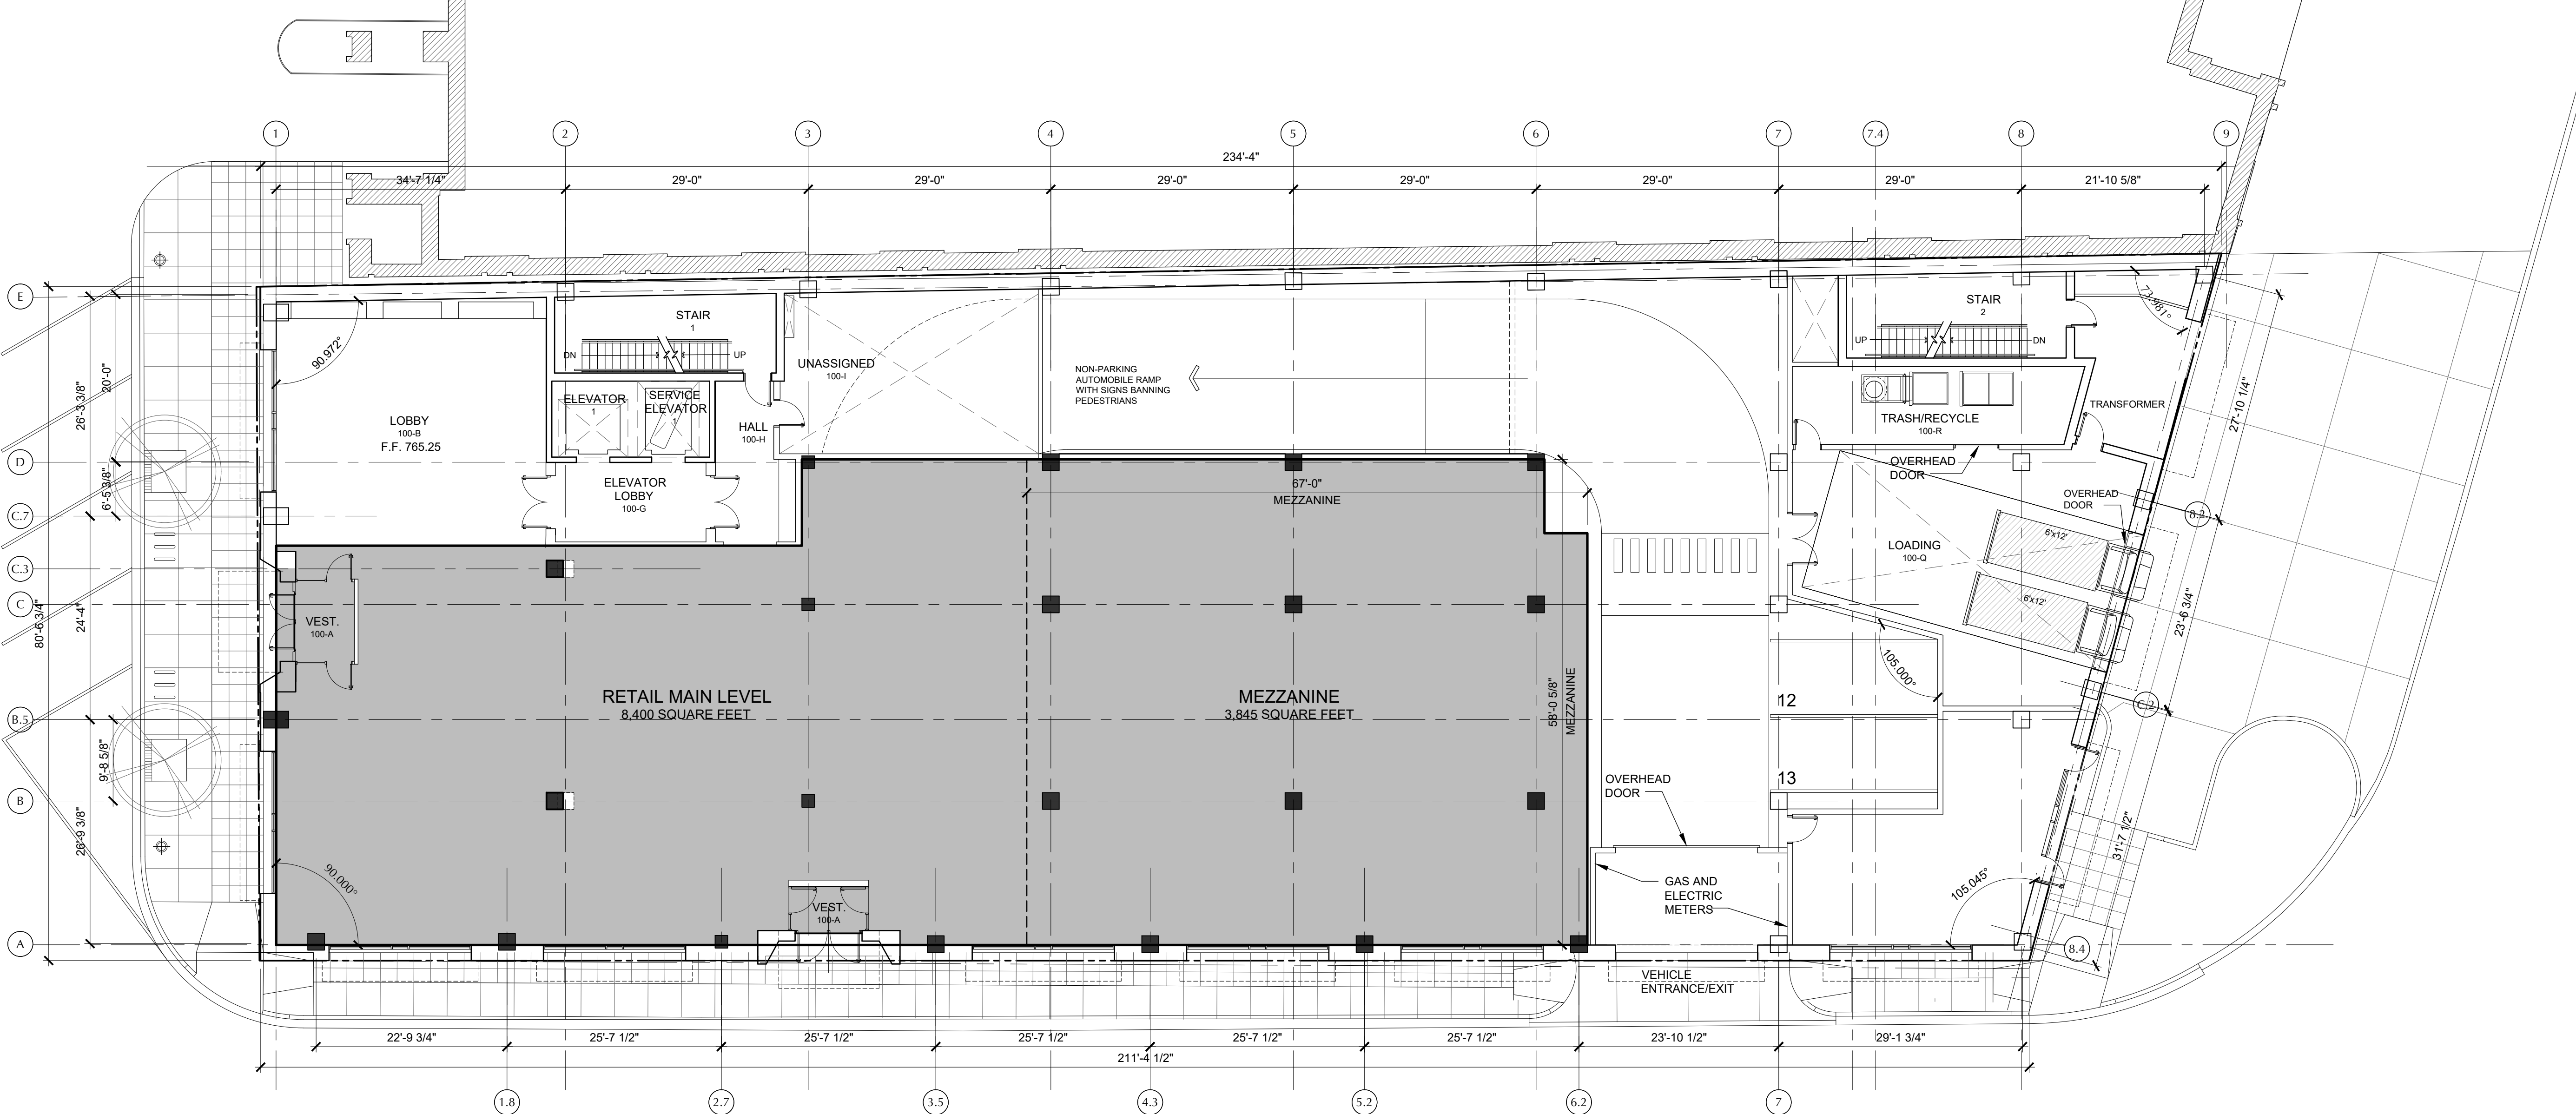 1
2
3
4
5
6
7
7.4
8
9
234'-4"
34'-7 1/4"
29'-0"
29'-0"
29'-0"
29'-0"
29'-0"
29'-0"
21'-10 5/8"
E
D
C.7
C.3
C
B.5
B
A
80'-6 3/4"
26'-3 3/8"
20'-0"
6'-5 3/8"
24'-4"
9'-8 5/8"
26'-9 3/8"
90.972°
LOBBY
100-B
F.F. 765.25
STAIR
1
DN
UP
ELEVATOR
1
SERVICE
ELEVATOR
1
HALL
100-H
UNASSIGNED
100-I
ELEVATOR
LOBBY
100-G
NON-PARKING
AUTOMOBILE RAMP
WITH SIGNS BANNING
PEDESTRIANS
67'-0"
MEZZANINE
STAIR
2
UP
DN
73.981°
TRASH/RECYCLE
100-R
TRANSFORMER
OVERHEAD
DOOR
OVERHEAD
DOOR
LOADING
100-Q
6'x12'
6'x12'
27'-10 1/4"
8.2
23'-6 3/4"
C.2
31'-7 1/2"
8.4
VEST.
100-A
RETAIL MAIN LEVEL
8,400 SQUARE FEET
MEZZANINE
3,845 SQUARE FEET
58'-0 5/8"
MEZZANINE
105.000°
12
13
OVERHEAD
DOOR
90.000°
VEST.
100-A
GAS AND
ELECTRIC
METERS
105.045°
VEHICLE
ENTRANCE/EXIT
22'-9 3/4"
25'-7 1/2"
25'-7 1/2"
25'-7 1/2"
25'-7 1/2"
25'-7 1/2"
23'-10 1/2"
29'-1 3/4"
211'-4 1/2"
1.8
2.7
3.5
4.3
5.2
6.2
7